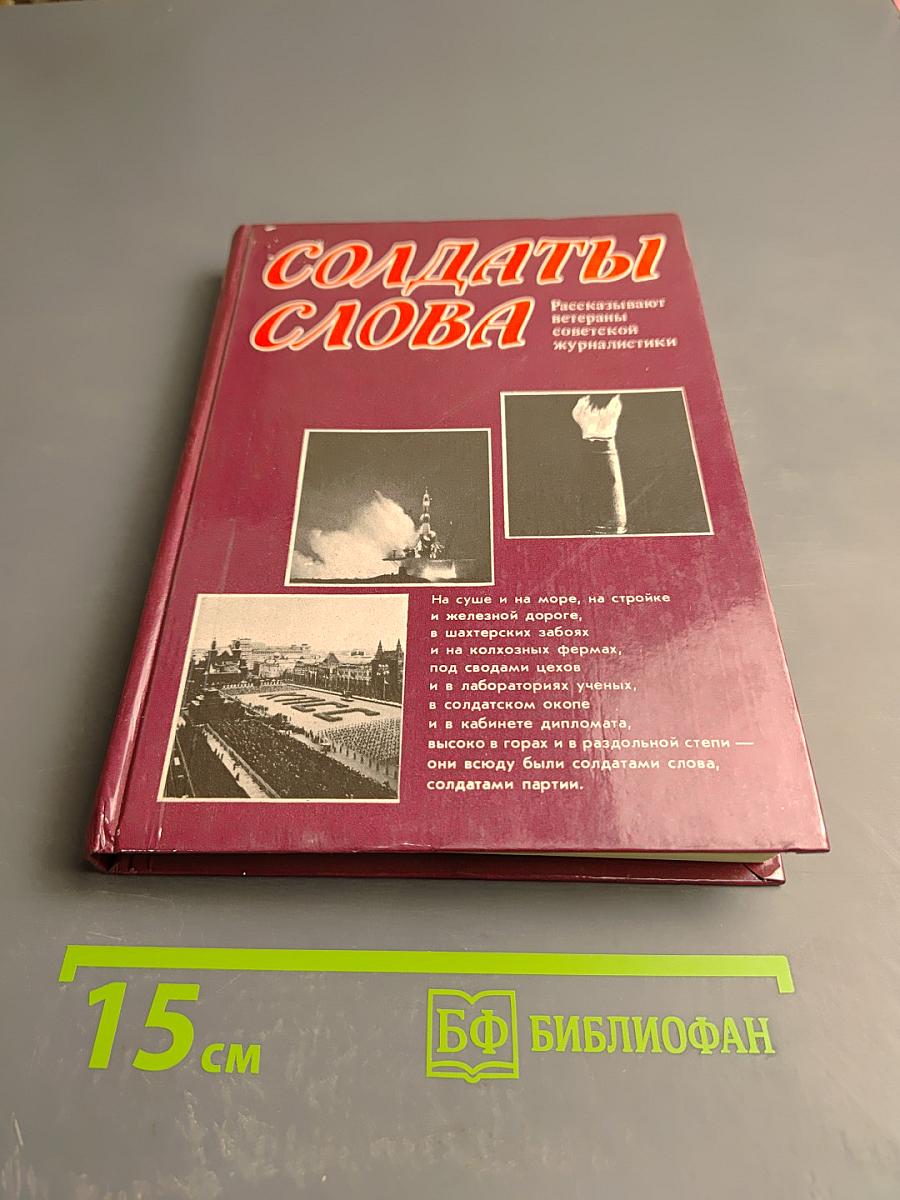 СОЛДАТЫ
СЛОВА
Рассказывают
ветераны
советской
журналистики
КПСС
На суше и на море, на стройке
и железной дороге,
в шахтерских забоях
и на колхозных фермах,
под сводами цехов
и в лабораториях ученых,
в солдатском окопе
и в кабинете дипломата,
высоко в горах и в раздольной степи —
они всюду были солдатами слова,
солдатами партии.
15 см
БФ БИБЛИОФАН